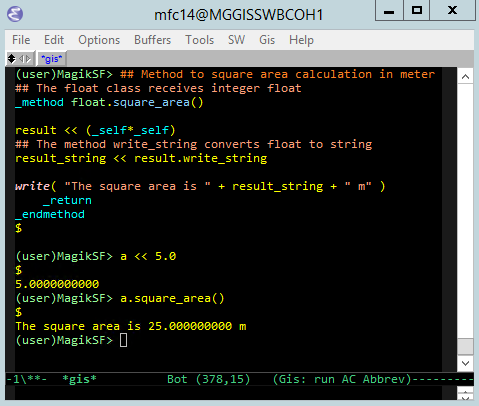 mfc14@MGGISSWBCOH1
File Edit Options Buffers Tools SW Gis Help
*gis*
(user)MagikSF> ## Method to square area calculation in meter
## The float class receives integer float
_method float.square_area()
result << (_self*_self)
## The method write_string converts float to string
result_string << result.write_string
write( "The square area is " + result_string + " m" )
_return
_endmethod
$
(user)MagikSF> a << 5.0
$
5.0000000000
(user)MagikSF> a.square_area()
$
The square area is 25.000000000 m
(user)MagikSF>
-1\**- *gis* Bot (378,15) (Gis: run AC Abbrev)---------